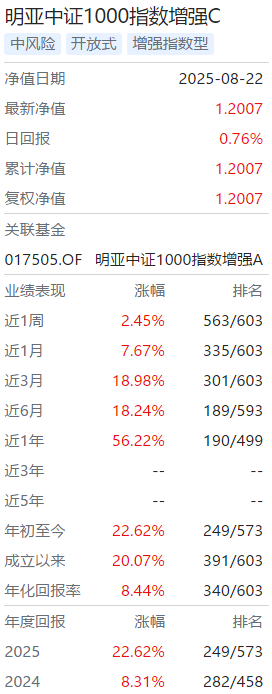 明亚中证1000指数增强C
中风险 开放式 增强指数型
净值日期 2025-08-22
最新净值 1.2007
日回报 0.76%
累计净值 1.2007
复权净值 1.2007
关联基金
017505.OF 明亚中证1000指数增强A
业绩表现 涨幅 排名
近1周 2.45% 563/603
近1月 7.67% 335/603
近3月 18.98% 301/603
近6月 18.24% 189/593
近1年 56.22% 190/499
近3年 -- --
近5年 -- --
年初至今 22.62% 249/573
成立以来 20.07% 391/603
年化回报率 8.44% 340/603
年度回报 涨幅 排名
2025 22.62% 249/573
2024 8.31% 282/458